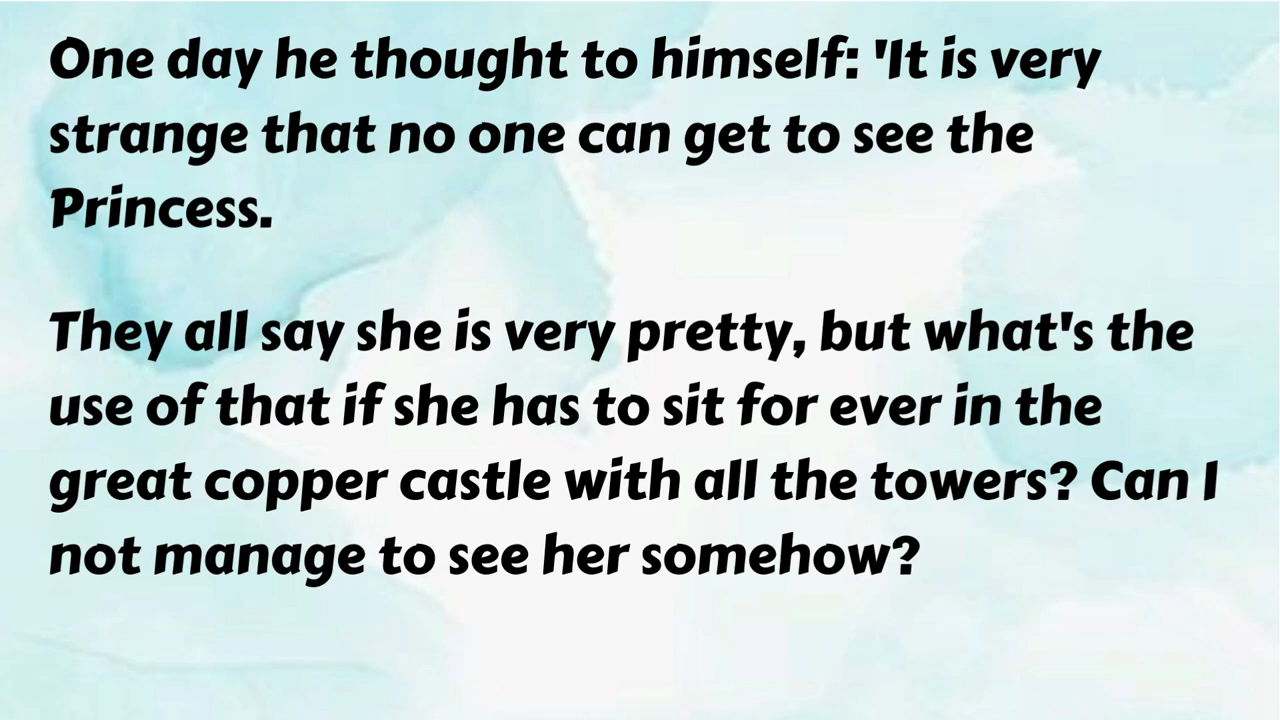 One day he thought to himself: 'It is very
strange that no one can get to see the
Princess.
They all say she is very pretty, but what's the
use of that if she has to sit for ever in the
great copper castle with all the towers? Can I
not manage to see her somehow?